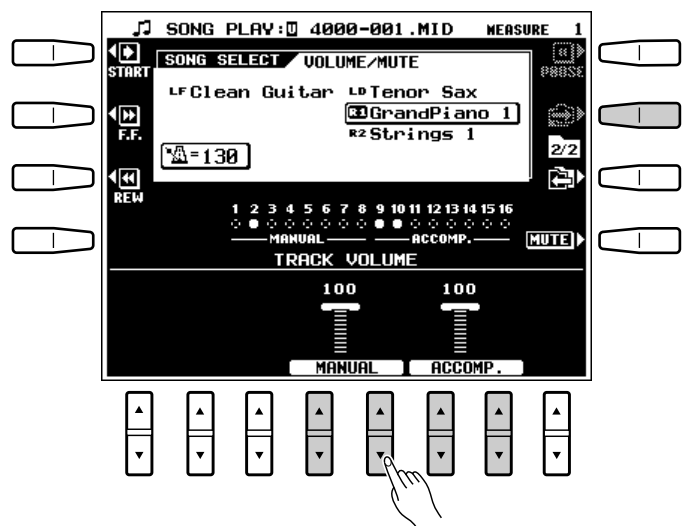 SONG PLAY: 4000-001.MID MEASURE 1
START
SONG SELECT VOLUME/MUTE
PAUSE
LF Clean Guitar LD Tenor Sax
R1 GrandPiano 1
F.F.
R2 Strings 1
=130
2/2
REW
1 2 3 4 5 6 7 8 9 10 11 12 13 14 15 16
MANUAL ACCOMP.
MUTE
TRACK VOLUME
100 100
MANUAL ACCOMP.